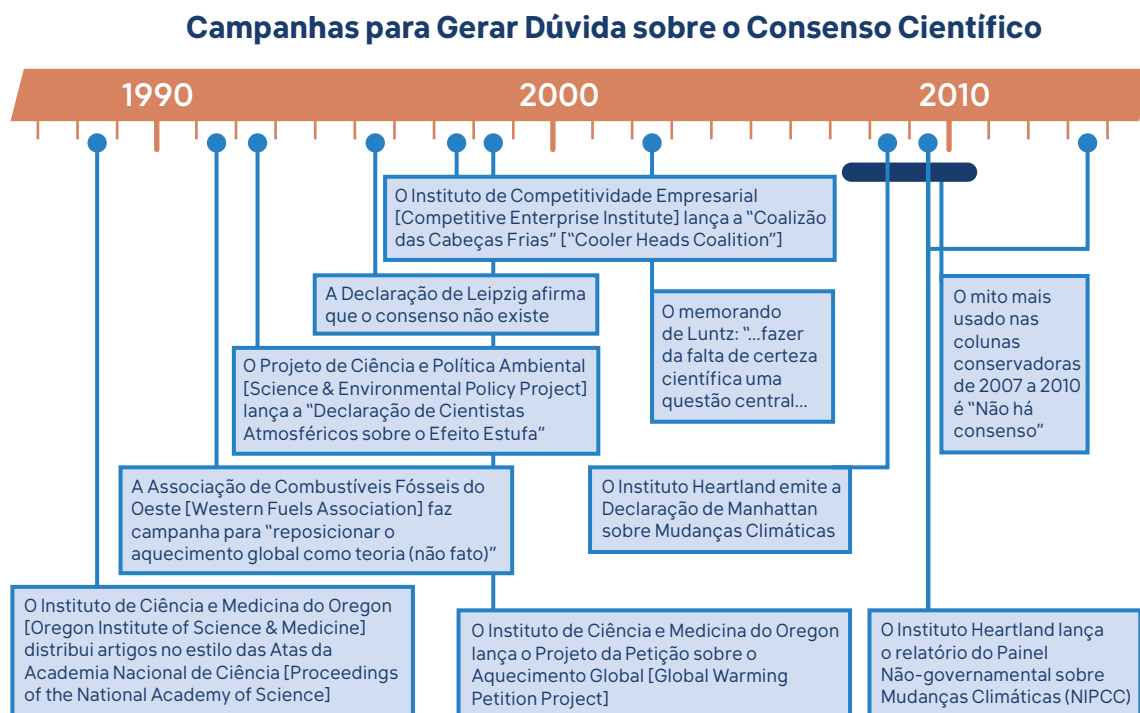 Campanhas para Gerar Dúvida sobre o Consenso Científico
1990
2000
2010
O Instituto de Competitividade Empresarial
[Competitive Enterprise Institute] lança a “Coalizão
das Cabeças Frias” [“Cooler Heads Coalition”]
A Declaração de Leipzig afirma
que o consenso não existe
O memorando
de Luntz: “...fazer
da falta de certeza
científica uma
questão central...
O mito mais
usado nas
colunas
conservadoras
de 2007 a 2010
é “Não há
consenso”
O Projeto de Ciência e Política Ambiental
[Science & Environmental Policy Project]
lança a “Declaração de Cientistas
Atmosféricos sobre o Efeito Estufa”
A Associação de Combustíveis Fósseis do
Oeste [Western Fuels Association] faz
campanha para “reposicionar o
aquecimento global como teoria (não fato)”
O Instituto Heartland emite a
Declaração de Manhattan
sobre Mudanças Climáticas
O Instituto de Ciência e Medicina do Oregon
[Oregon Institute of Science & Medicine]
distribui artigos no estilo das Atas da
Academia Nacional de Ciência [Proceedings
of the National Academy of Science]
O Instituto de Ciência e Medicina do Oregon
lança o Projeto da Petição sobre o
Aquecimento Global [Global Warming
Petition Project]
O Instituto Heartland lança
o relatório do Painel
Não-governamental sobre
Mudanças Climáticas (NIPCC)